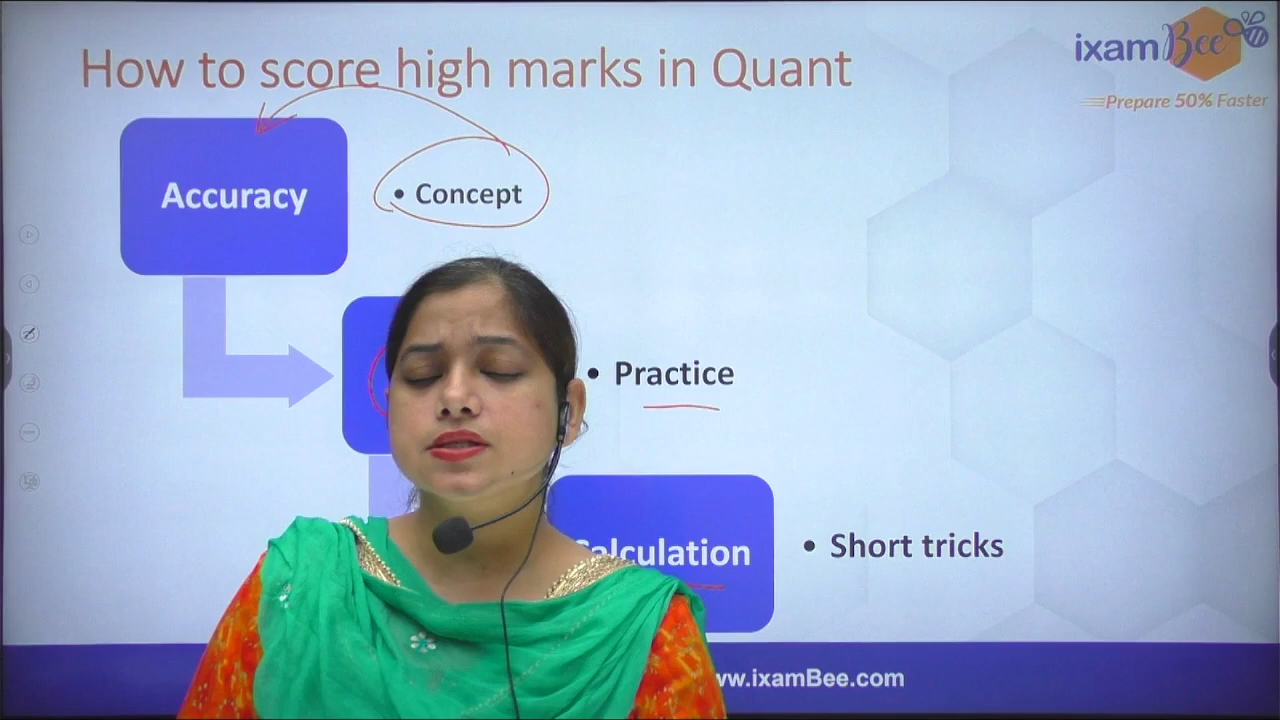 How to score high marks in Quant
ixamBee
Prepare 50% Faster
Accuracy
• Concept
• Practice
Calculation
• Short tricks
www.ixamBee.com